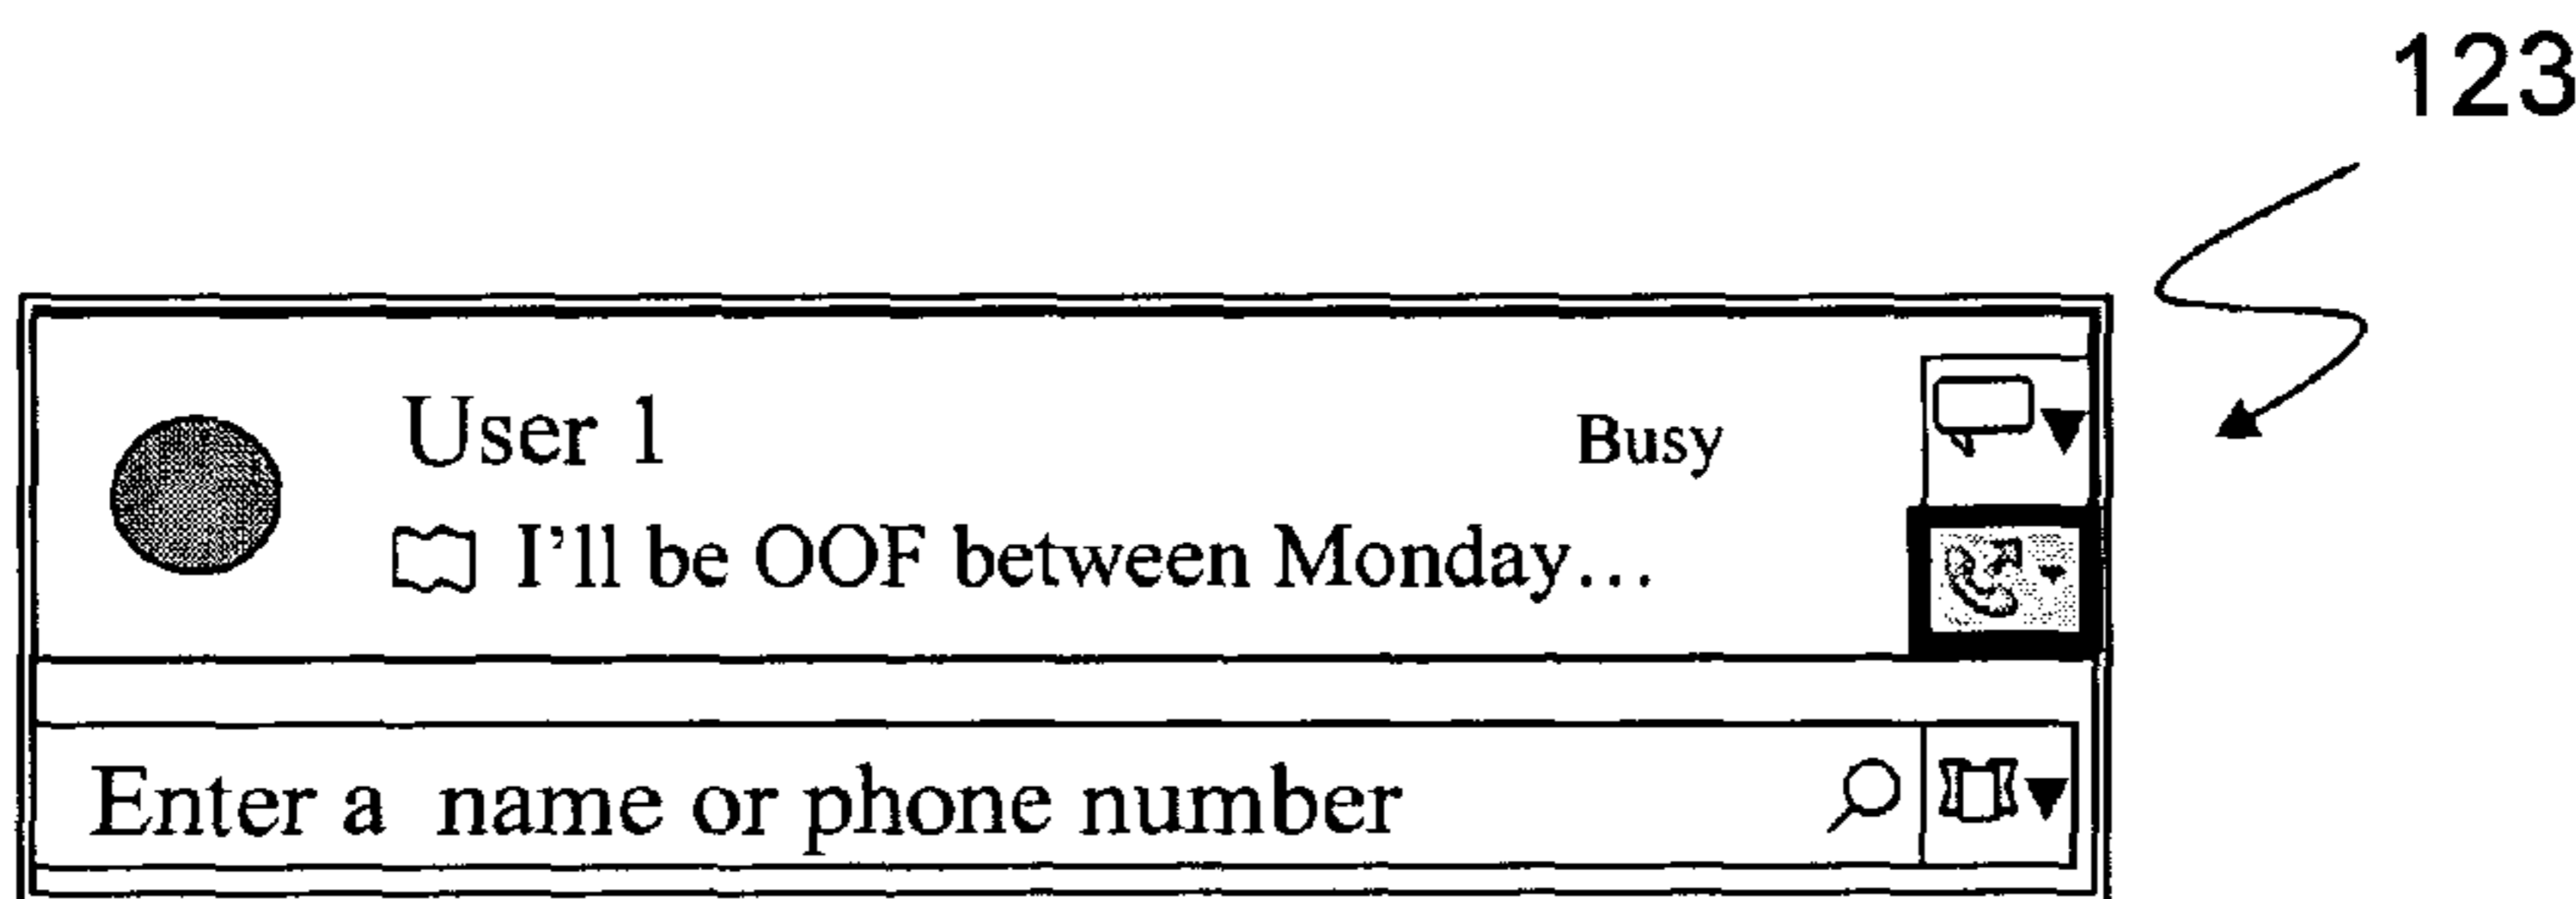 123
User 1
Busy
I'll be OOF between Monday...
Enter a name or phone number